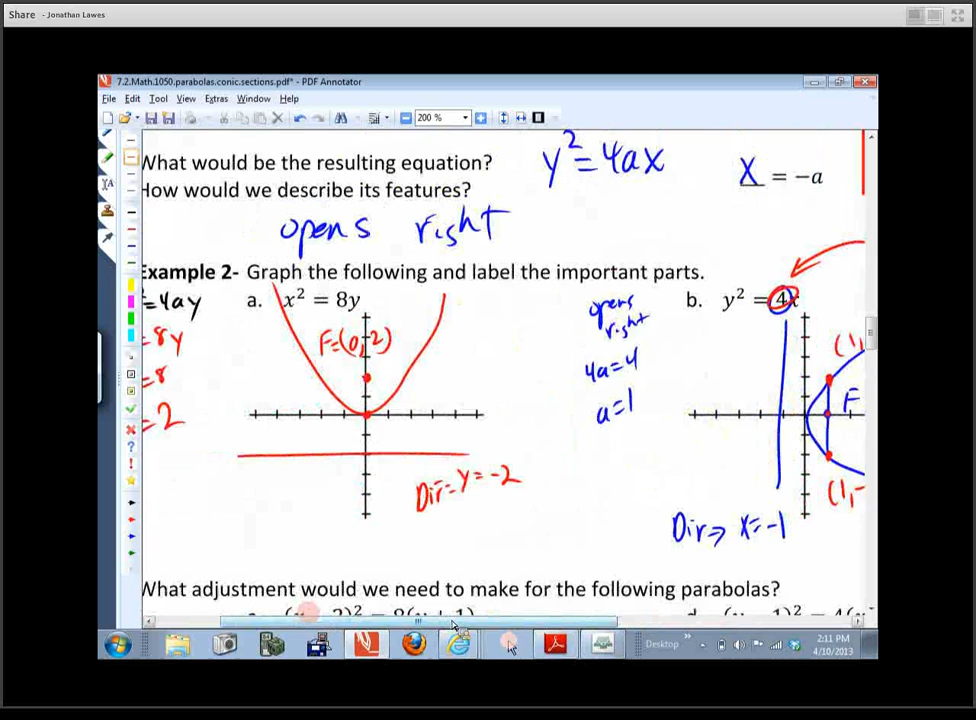 Share - Jonathan Lawes
7.2.Math.1050.parabolas.conic.sections.pdf* - PDF Annotator
File Edit Tool View Extras Window Help
200 %
What would be the resulting equation?
y² = 4ax
X = -a
How would we describe its features?
opens right
Example 2- Graph the following and label the important parts.
=4ay
a. x² = 8y
opens
right
b. y² = 4x
=8y
F=(0,2)
4a=4
(1,
=8
a=1
F
=2
Dir= y=-2
(1,-
Dir⇒ x=-1
What adjustment would we need to make for the following parabolas?
Desktop
2:11 PM
4/10/2013